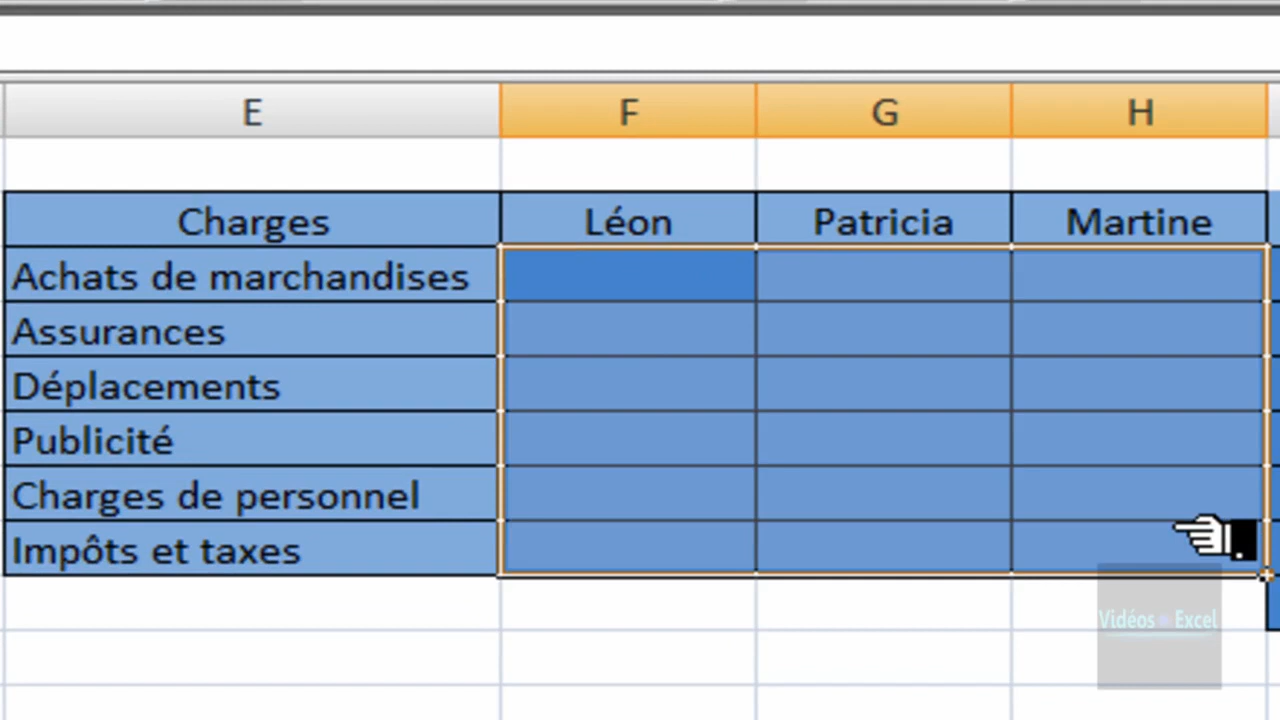 E F G H
Charges Léon Patricia Martine
Achats de marchandises
Assurances
Déplacements
Publicité
Charges de personnel
Impôts et taxes
Vidéos Excel